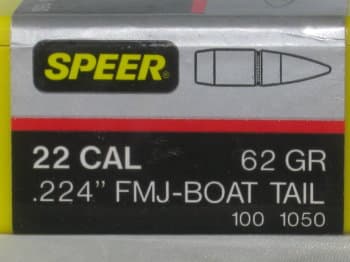 SPEER®
22 CAL 62 GR
.224" FMJ-BOAT TAIL
100 1050